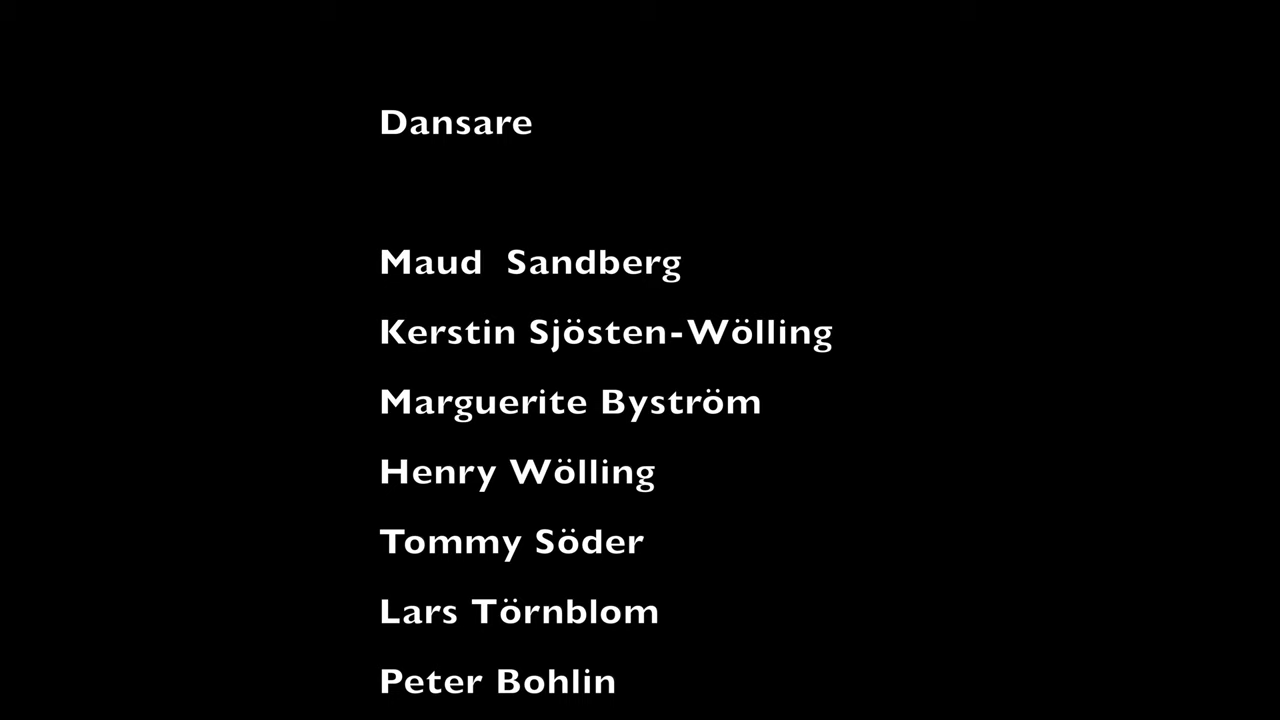 Dansare
Maud  Sandberg
Kerstin Sjösten-Wölling
Marguerite Byström
Henry Wölling
Tommy Söder
Lars Törnblom
Peter Bohlin